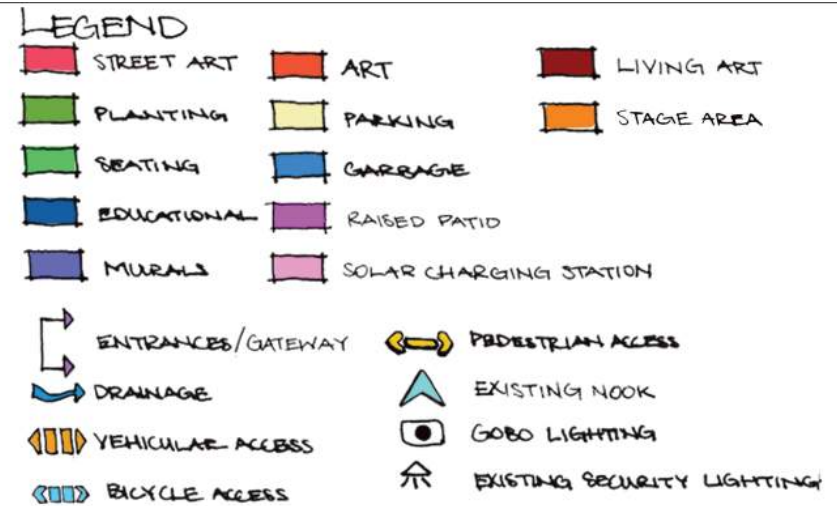 LEGEND
STREET ART
PLANTING
SEATING
EDUCATIONAL
MURALS
ART
PARKING
GARBAGE
RAISED PATIO
SOLAR CHARGING STATION
LIVING ART
STAGE AREA
ENTRANCES/GATEWAY
DRAINAGE
VEHICULAR ACCESS
BICYCLE ACCESS
PEDESTRIAN ACCESS
EXISTING NOOK
GOBO LIGHTING
EXISTING SECURITY LIGHTING